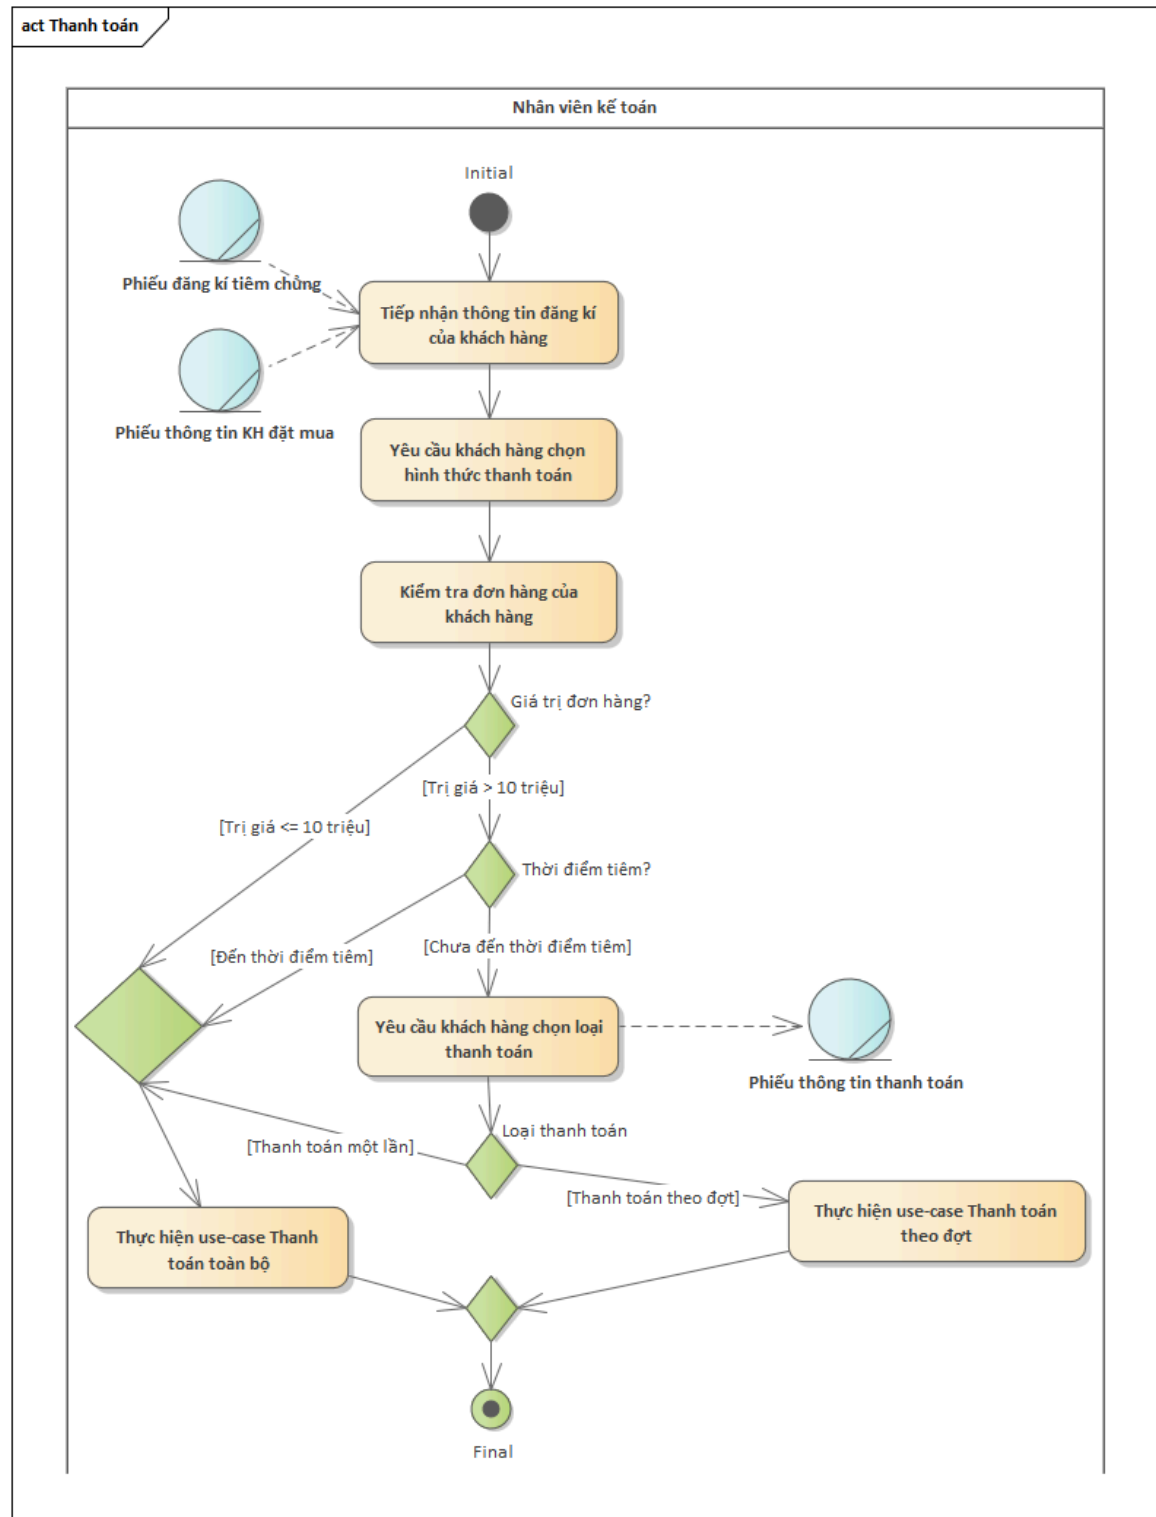 act Thanh toán
Nhân viên kế toán
Initial
Phiếu đăng kí tiêm chủng
Tiếp nhận thông tin đăng kí
của khách hàng
Phiếu thông tin KH đặt mua
Yêu cầu khách hàng chọn
hình thức thanh toán
Kiểm tra đơn hàng của
khách hàng
Giá trị đơn hàng?
[Trị giá > 10 triệu]
[Trị giá <= 10 triệu]
Thời điểm tiêm?
[Đến thời điểm tiêm]
[Chưa đến thời điểm tiêm]
Yêu cầu khách hàng chọn loại
thanh toán
Phiếu thông tin thanh toán
Loại thanh toán
[Thanh toán một lần]
[Thanh toán theo đợt]
Thực hiện use-case Thanh toán
theo đợt
Thực hiện use-case Thanh
toán toàn bộ
Final